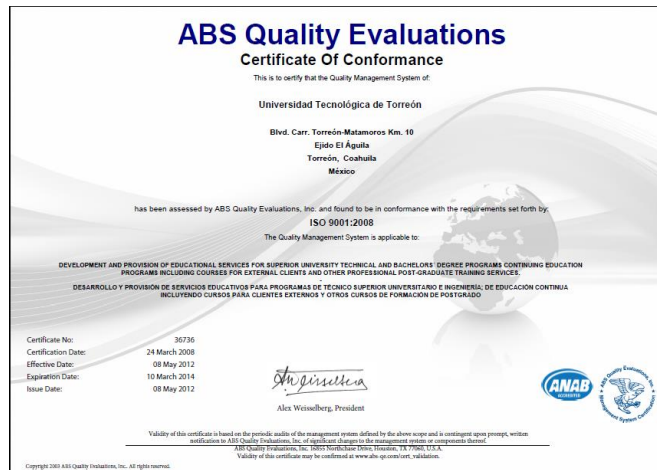 ABS Quality Evaluations
Certificate Of Conformance
This is to certify that the Quality Management System of:
Universidad Tecnológica de Torreón
Blvd. Carr. Torreón-Matamoros Km. 10
Ejido El Águila
Torreón, Coahuila
México
has been assessed by ABS Quality Evaluations, Inc. and found to be in conformance with the requirements set forth by:
ISO 9001:2008
The Quality Management System is applicable to:
DEVELOPMENT AND PROVISION OF EDUCATIONAL SERVICES FOR SUPERIOR UNIVERSITY TECHNICAL AND BACHELORS' DEGREE PROGRAMS CONTINUING EDUCATION
PROGRAMS INCLUDING COURSES FOR EXTERNAL CLIENTS AND OTHER PROFESSIONAL POST-GRADUATE TRAINING SERVICES.
DESARROLLO Y PROVISIÓN DE SERVICIOS EDUCATIVOS PARA PROGRAMAS DE TÉCNICO SUPERIOR UNIVERSITARIO E INGENIERÍA; DE EDUCACIÓN CONTINUA
INCLUYENDO CURSOS PARA CLIENTES EXTERNOS Y OTROS CURSOS DE FORMACIÓN DE POSTGRADO
Certificate No: 36736
Certification Date: 24 March 2008
Effective Date: 08 May 2012
Expiration Date: 10 March 2014
Issue Date: 08 May 2012
Alex Weisselberg, President
ANAB
ACCREDITED
ABS Quality Evaluations, Inc.
Management System Certification
Validity of this certificate is based on the periodic audits of the management system defined by the above scope and is contingent upon prompt, written
notification to ABS Quality Evaluations, Inc. of significant changes to the management system or components thereof.
ABS Quality Evaluations, Inc. 16855 Northchase Drive, Houston, TX 77060, U.S.A.
Validity of this certificate may be confirmed at www.abs-qe.com/cert_validation.
Copyright 2003 ABS Quality Evaluations, Inc. All rights reserved.